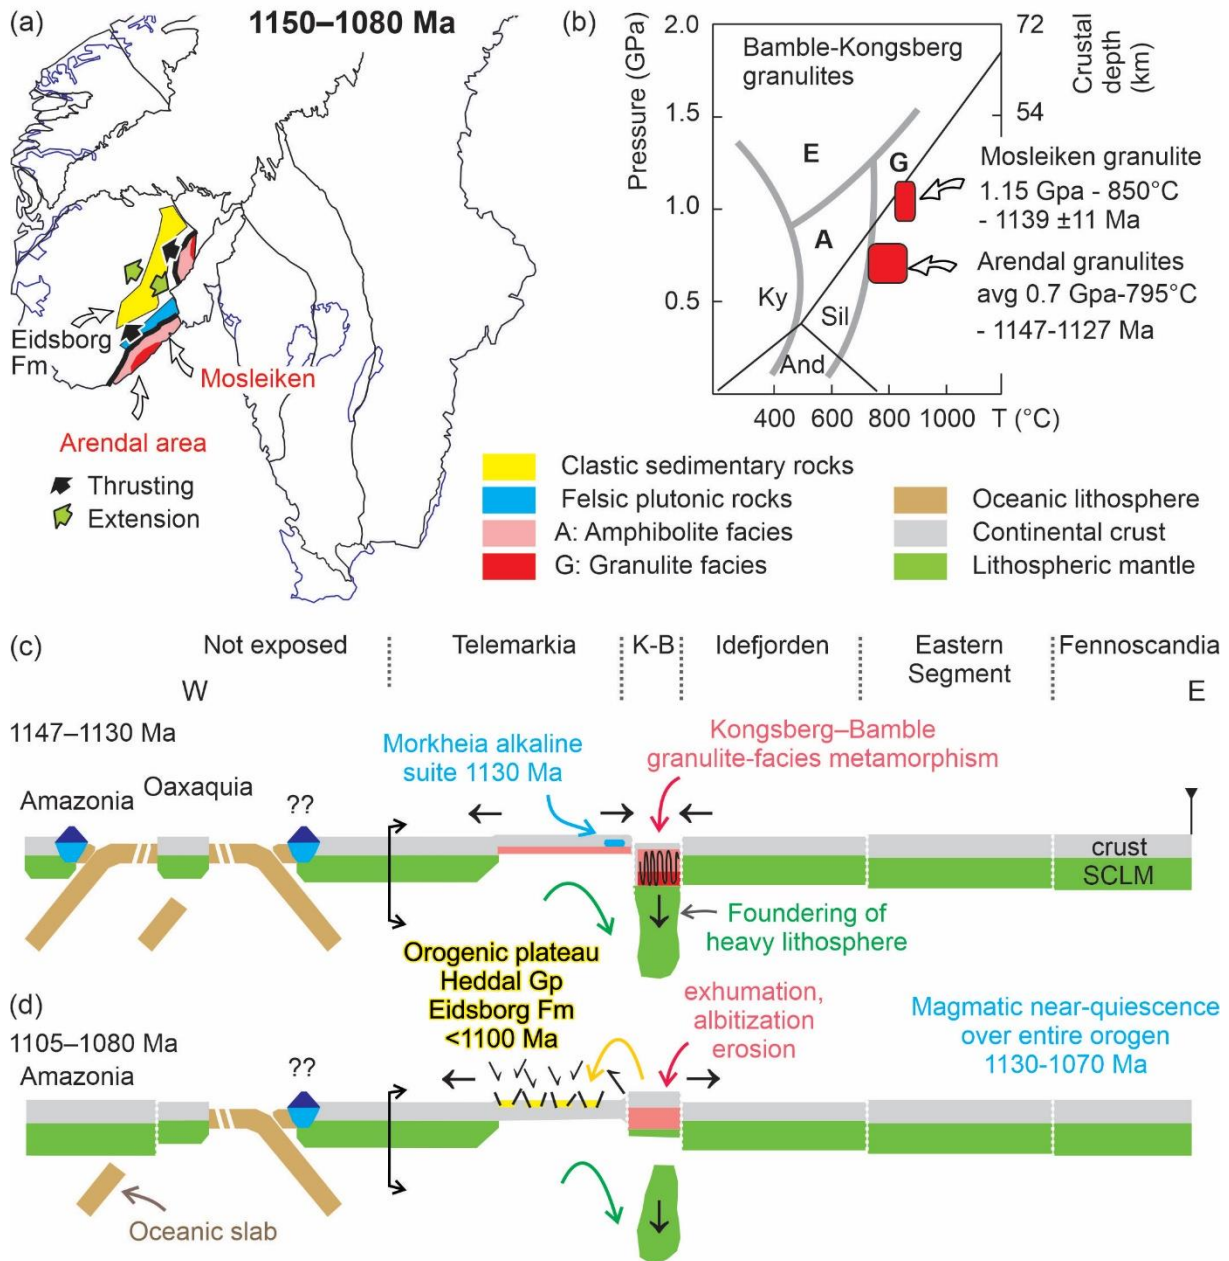 (a)
1150–1080 Ma
Eidsborg
Fm
Mosleiken
Arendal area
Thrusting
Extension
(b)
Pressure (GPa)
2.0
1.5
1.0
0.5
Bamble-Kongsberg
granulites
E
G
A
Ky
Sil
And
400 600 800 1000 T (°C)
72
54
Crustal
depth
(km)
Mosleiken granulite
1.15 Gpa - 850°C
- 1139 ±11 Ma
Arendal granulites
avg 0.7 Gpa-795°C
- 1147-1127 Ma
Clastic sedimentary rocks
Felsic plutonic rocks
A: Amphibolite facies
G: Granulite facies
Oceanic lithosphere
Continental crust
Lithospheric mantle
(c)
Not exposed
Telemarkia
K-B
Idefjorden
Eastern
Segment
Fennoscandia
W
E
1147–1130 Ma
Morkheia alkaline
suite 1130 Ma
Kongsberg–Bamble
granulite-facies metamorphism
Amazonia
Oaxaquia
??
crust
SCLM
Foundering of
heavy lithosphere
Orogenic plateau
Heddal Gp
Eidsborg Fm
<1100 Ma
exhumation,
albitization
erosion
Magmatic near-quiescence
over entire orogen
1130-1070 Ma
(d)
1105–1080 Ma
Amazonia
??
Oceanic slab